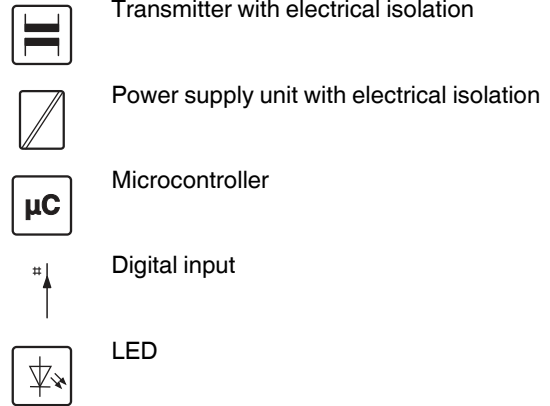 Transmitter with electrical isolation
Power supply unit with electrical isolation
µC Microcontroller
# Digital input
LED